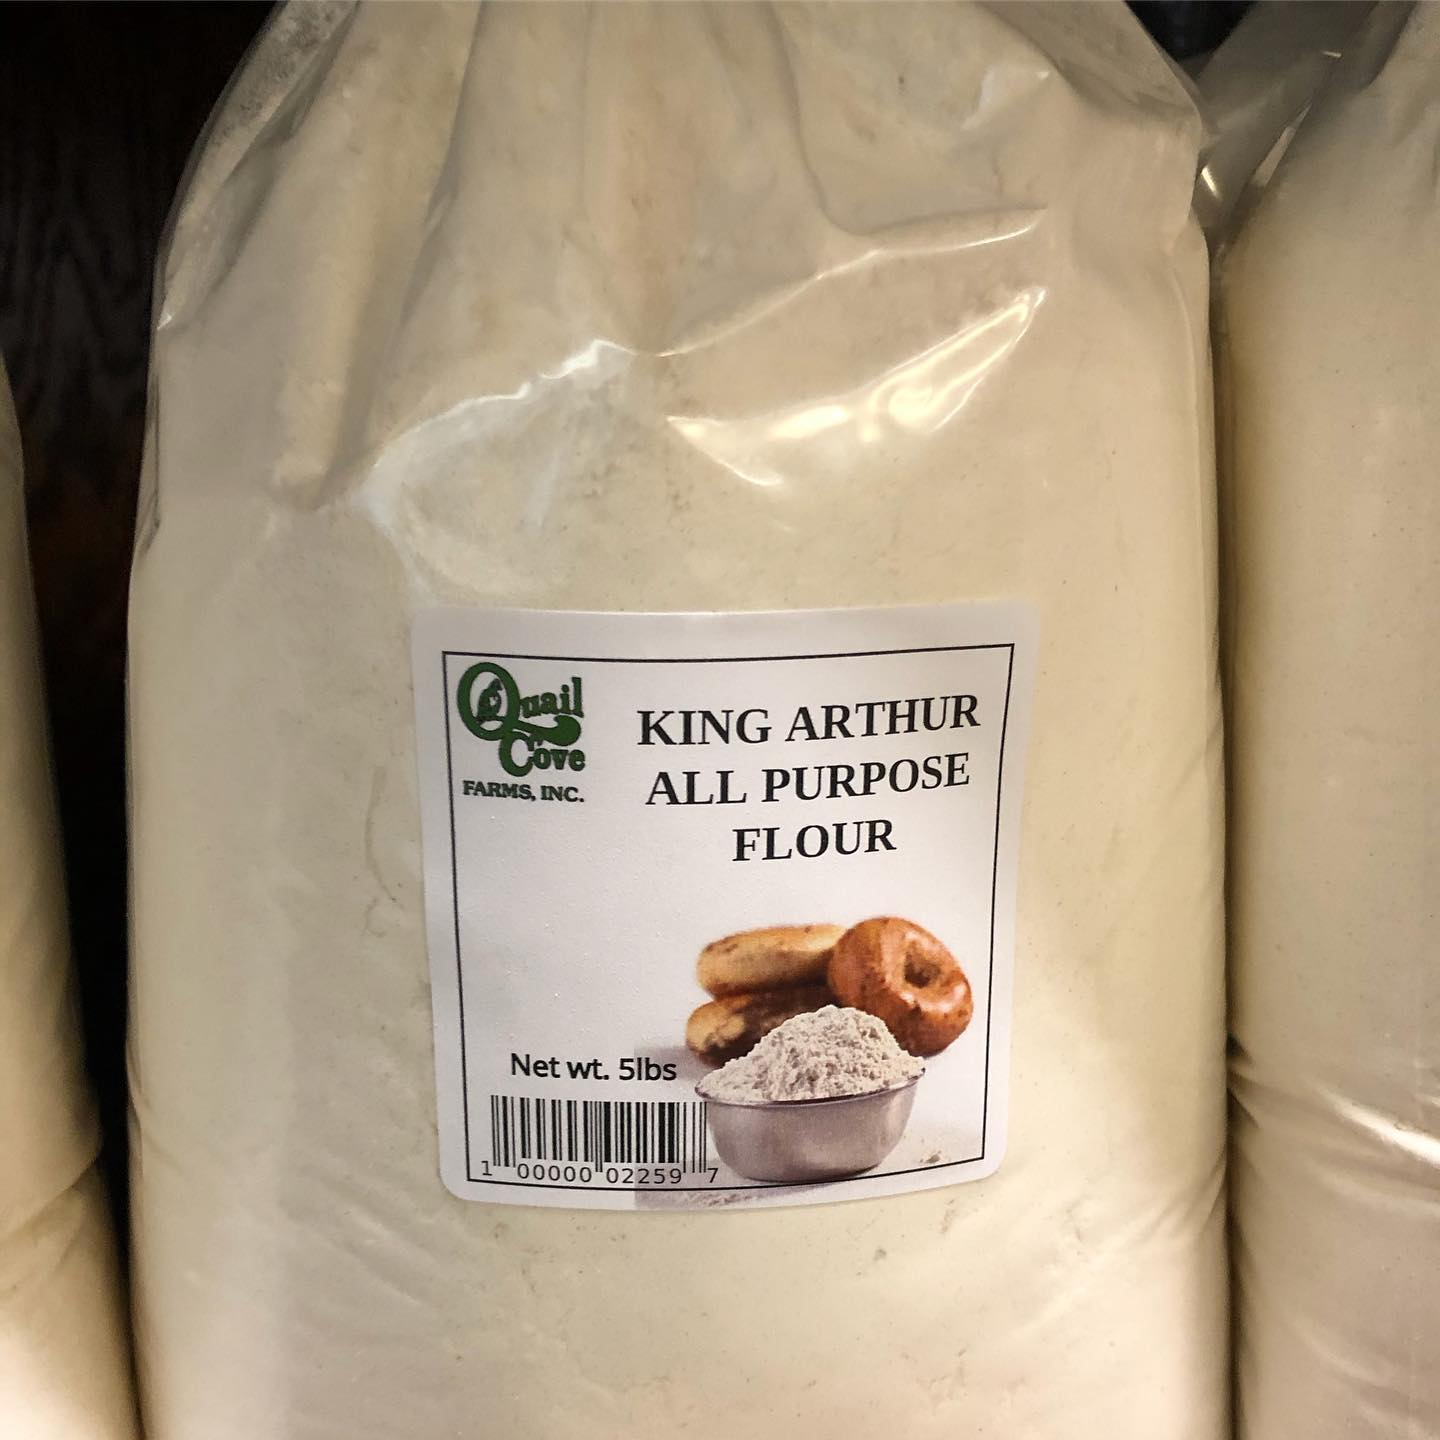 Quail
Cove
FARMS, INC.
KING ARTHUR
ALL PURPOSE
FLOUR
Net wt. 5lbs
1 00000 02259 7